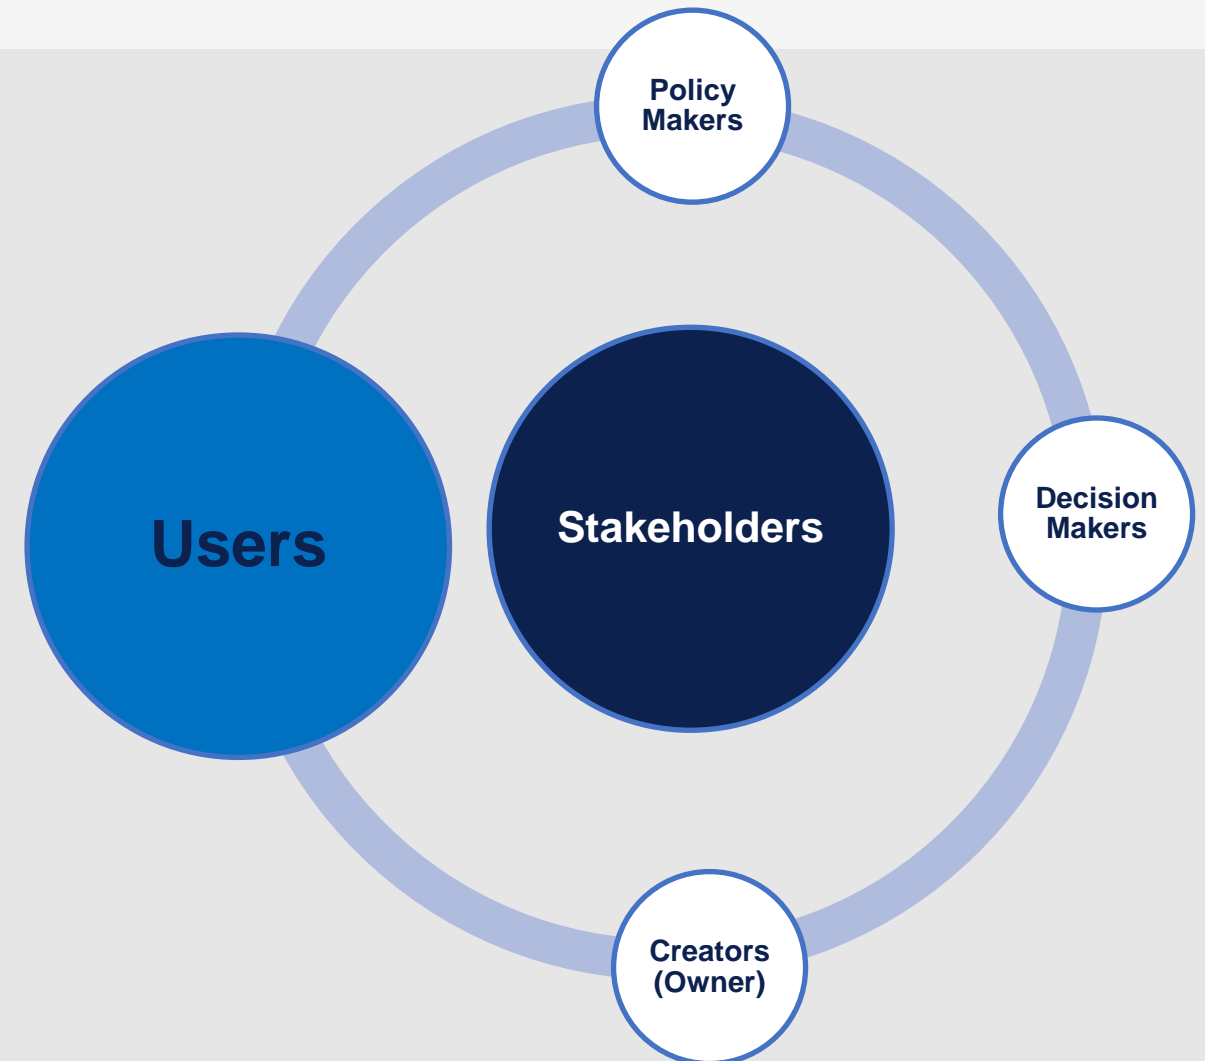 Policy
Makers
Users
Stakeholders
Decision
Makers
Creators
(Owner)